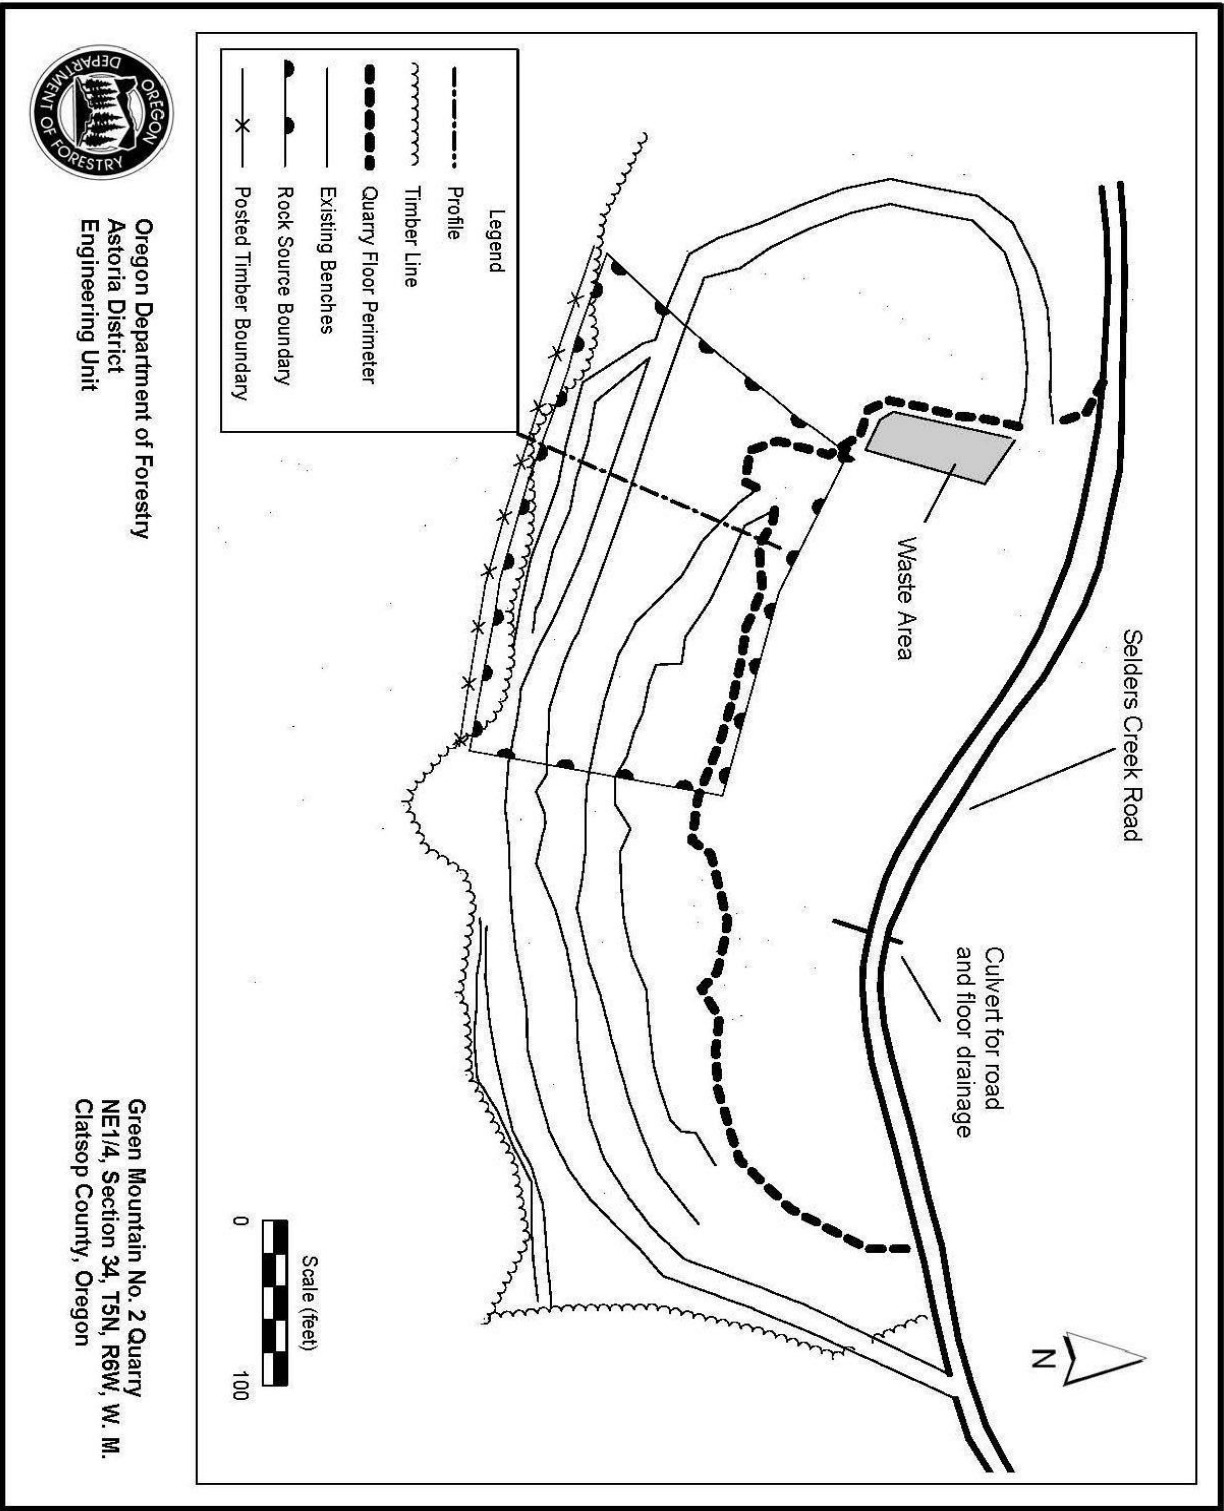 Selders Creek Road
Culvert for road
and floor drainage
Waste Area
N
Legend
Profile
Timber Line
Quarry Floor Perimeter
Existing Benches
Rock Source Boundary
Posted Timber Boundary
Scale (feet)
0 100
OREGON
DEPARTMENT OF FORESTRY
Oregon Department of Forestry
Astoria District
Engineering Unit
Green Mountain No. 2 Quarry
NE1/4, Section 34, T5N, R6W, W. M.
Clatsop County, Oregon